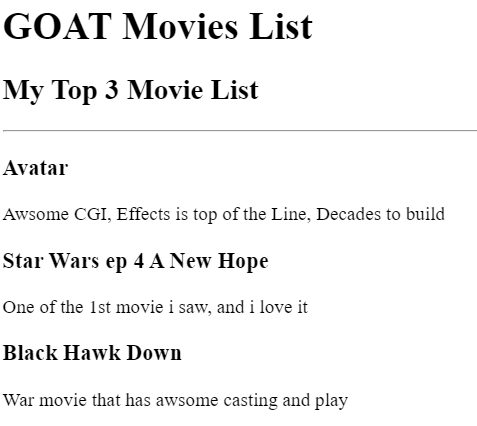 GOAT Movies List
My Top 3 Movie List
Avatar
Awsome CGI, Effects is top of the Line, Decades to build
Star Wars ep 4 A New Hope
One of the 1st movie i saw, and i love it
Black Hawk Down
War movie that has awsome casting and play